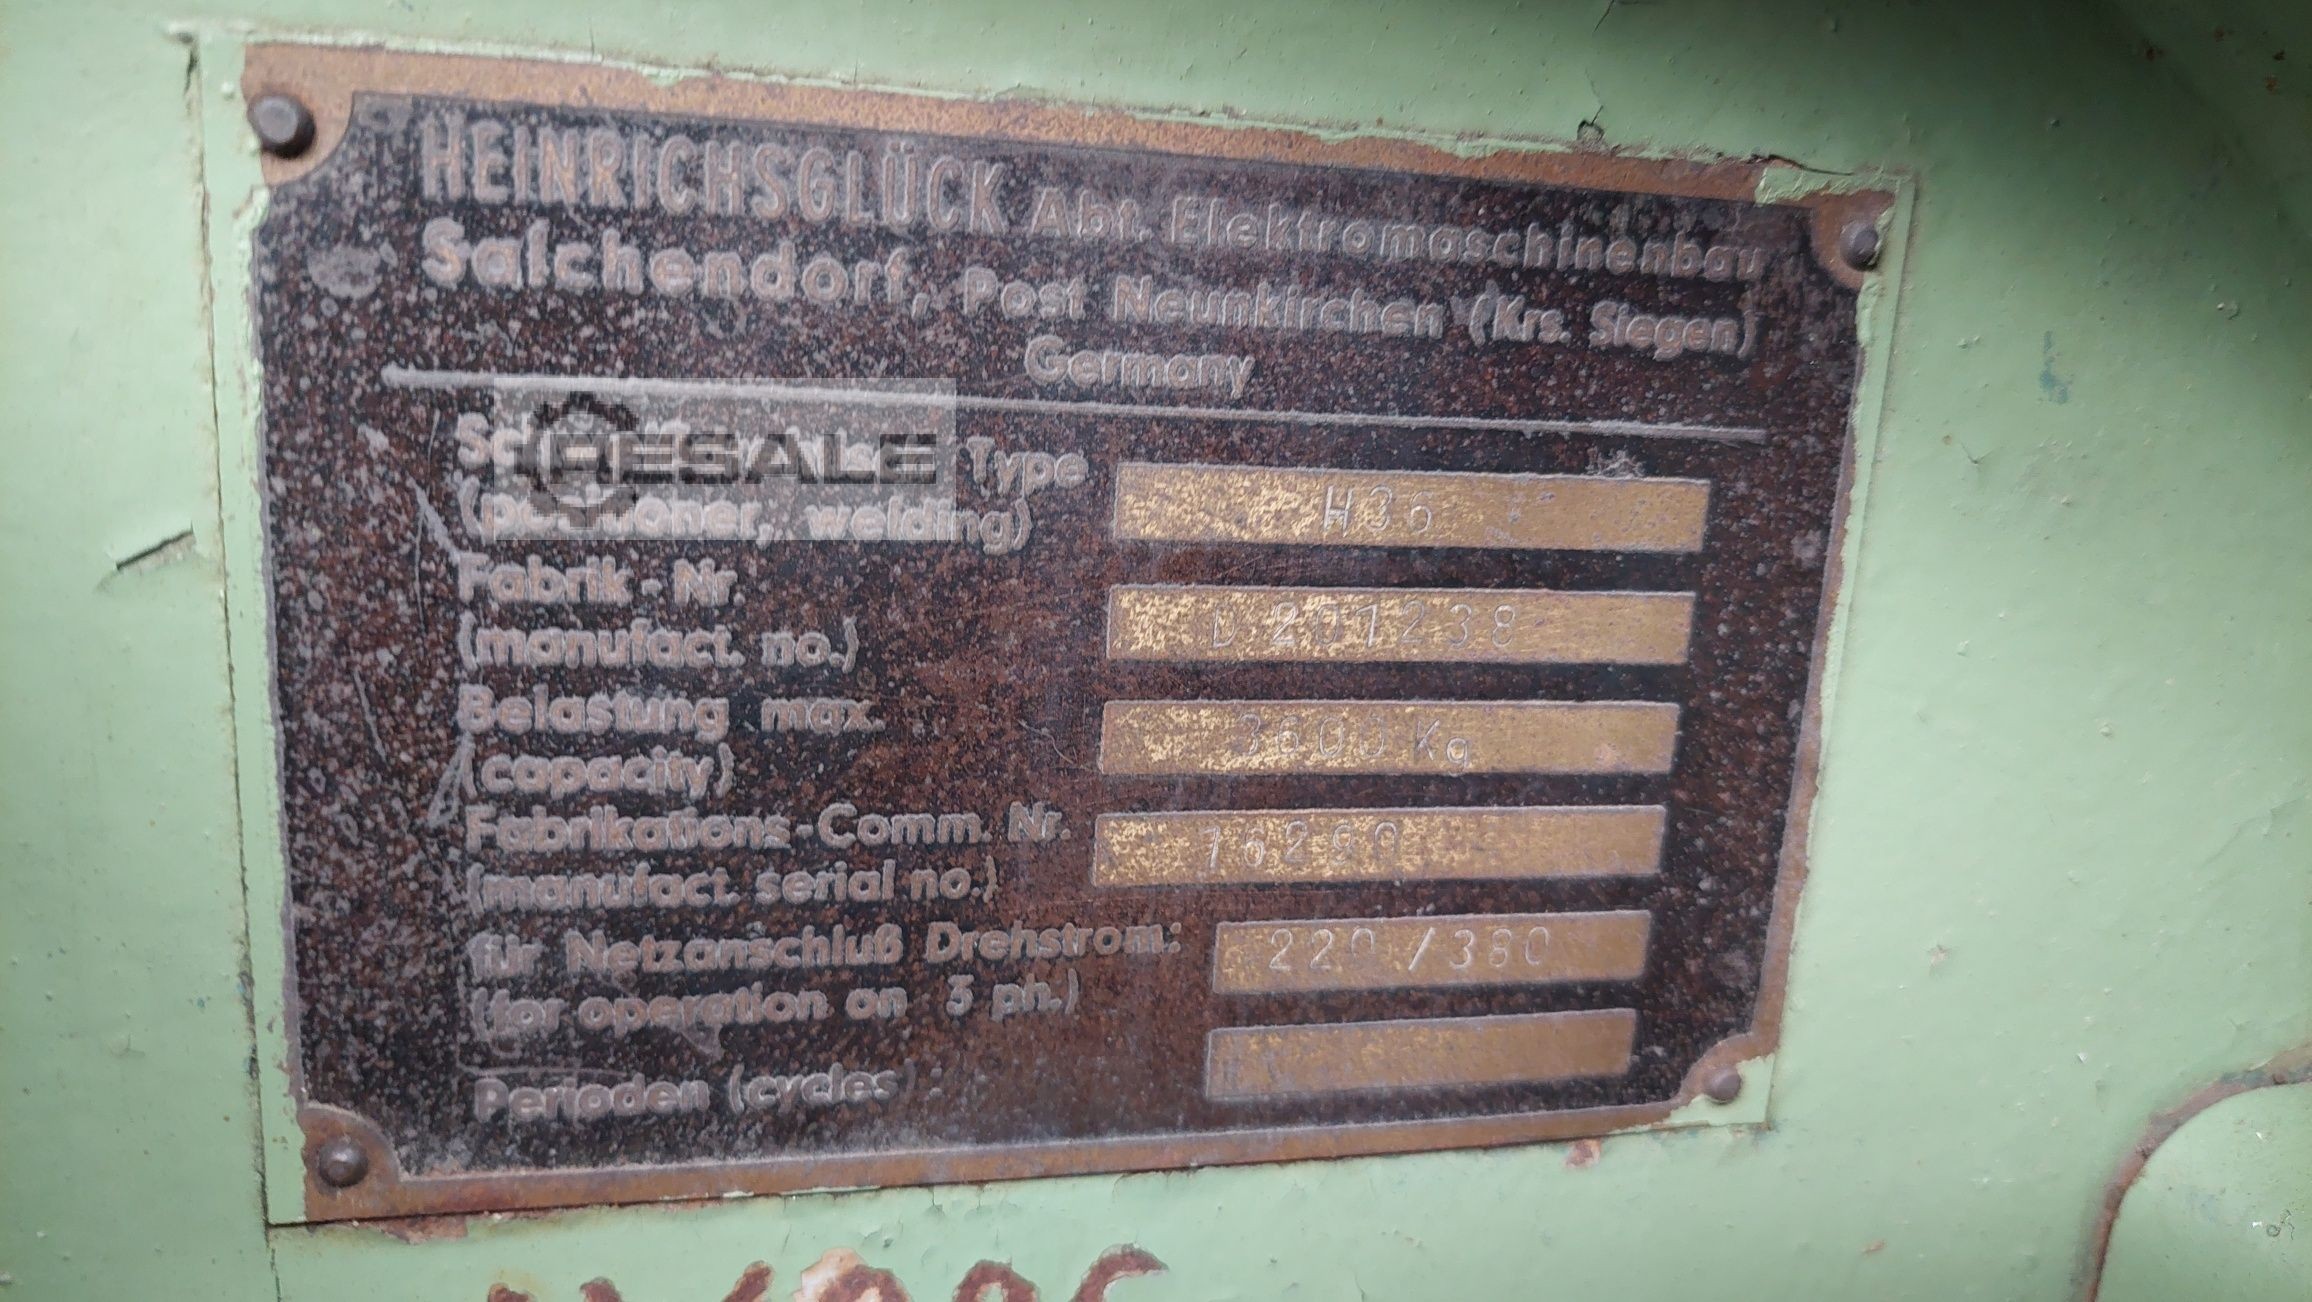 HEINRICHSGLÜCK Abt. Elektromaschinenbau
Salchendorf, Post Neunkirchen (Krs. Siegen)
Germany
RESALE
Type H36
welding)
Fabrik-Nr. D 201238
(manufact. no.)
Belastung max. 3600 Kg
(capacity)
Fabrikations-Comm. Nr. 16290
(manufact. serial no.)
für Netzanschluß Drehstrom: 220/380
(for operation on 3 ph.)
Perioden (cycles) :